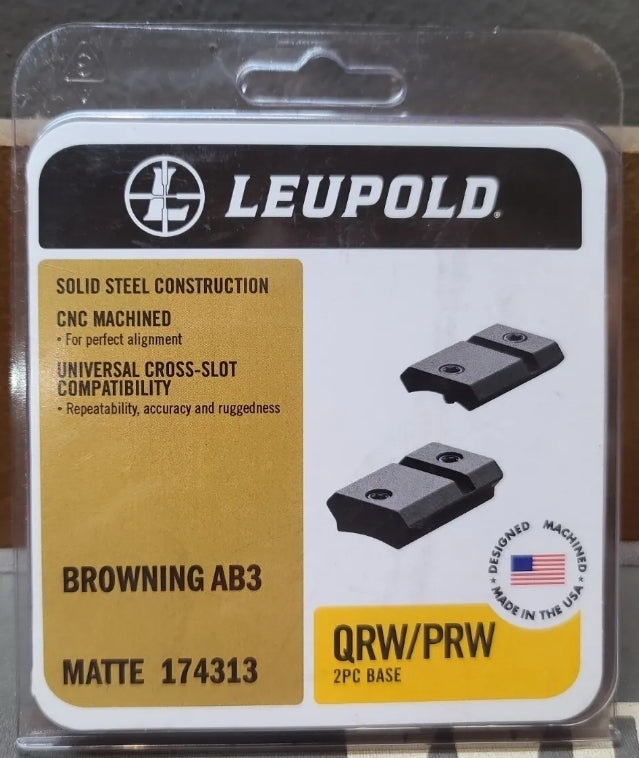 LEUPOLD®
SOLID STEEL CONSTRUCTION
CNC MACHINED
• For perfect alignment
UNIVERSAL CROSS-SLOT
COMPATIBILITY
• Repeatability, accuracy and ruggedness
BROWNING AB3
MATTE 174313
DESIGNED MACHINED
★ MADE IN THE USA ★
QRW/PRW
2PC BASE